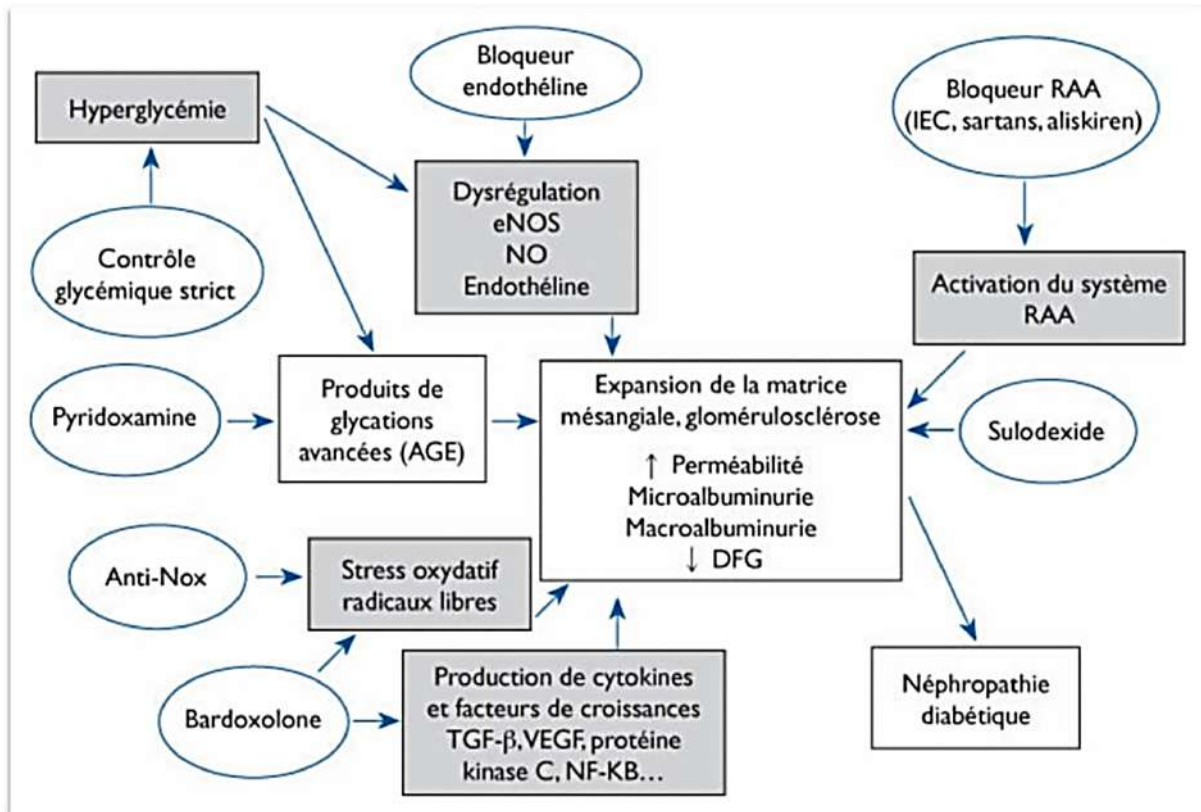 Bloqueur
endothéline
Bloqueur RAA
(IEC, sartans, aliskiren)
Hyperglycémie
Dysrégulation
eNOS
NO
Endothéline
Contrôle
glycémique strict
Activation du système
RAA
Pyridoxamine
Produits de
glycations
avancées (AGE)
Expansion de la matrice
mésangiale, glomérulosclérose
↑ Perméabilité
Microalbuminurie
Macroalbuminurie
↓ DFG
Sulodexide
Anti-Nox
Stress oxydatif
radicaux libres
Bardoxolone
Production de cytokines
et facteurs de croissances
TGF-β, VEGF, protéine
kinase C, NF-KB...
Néphropathie
diabétique